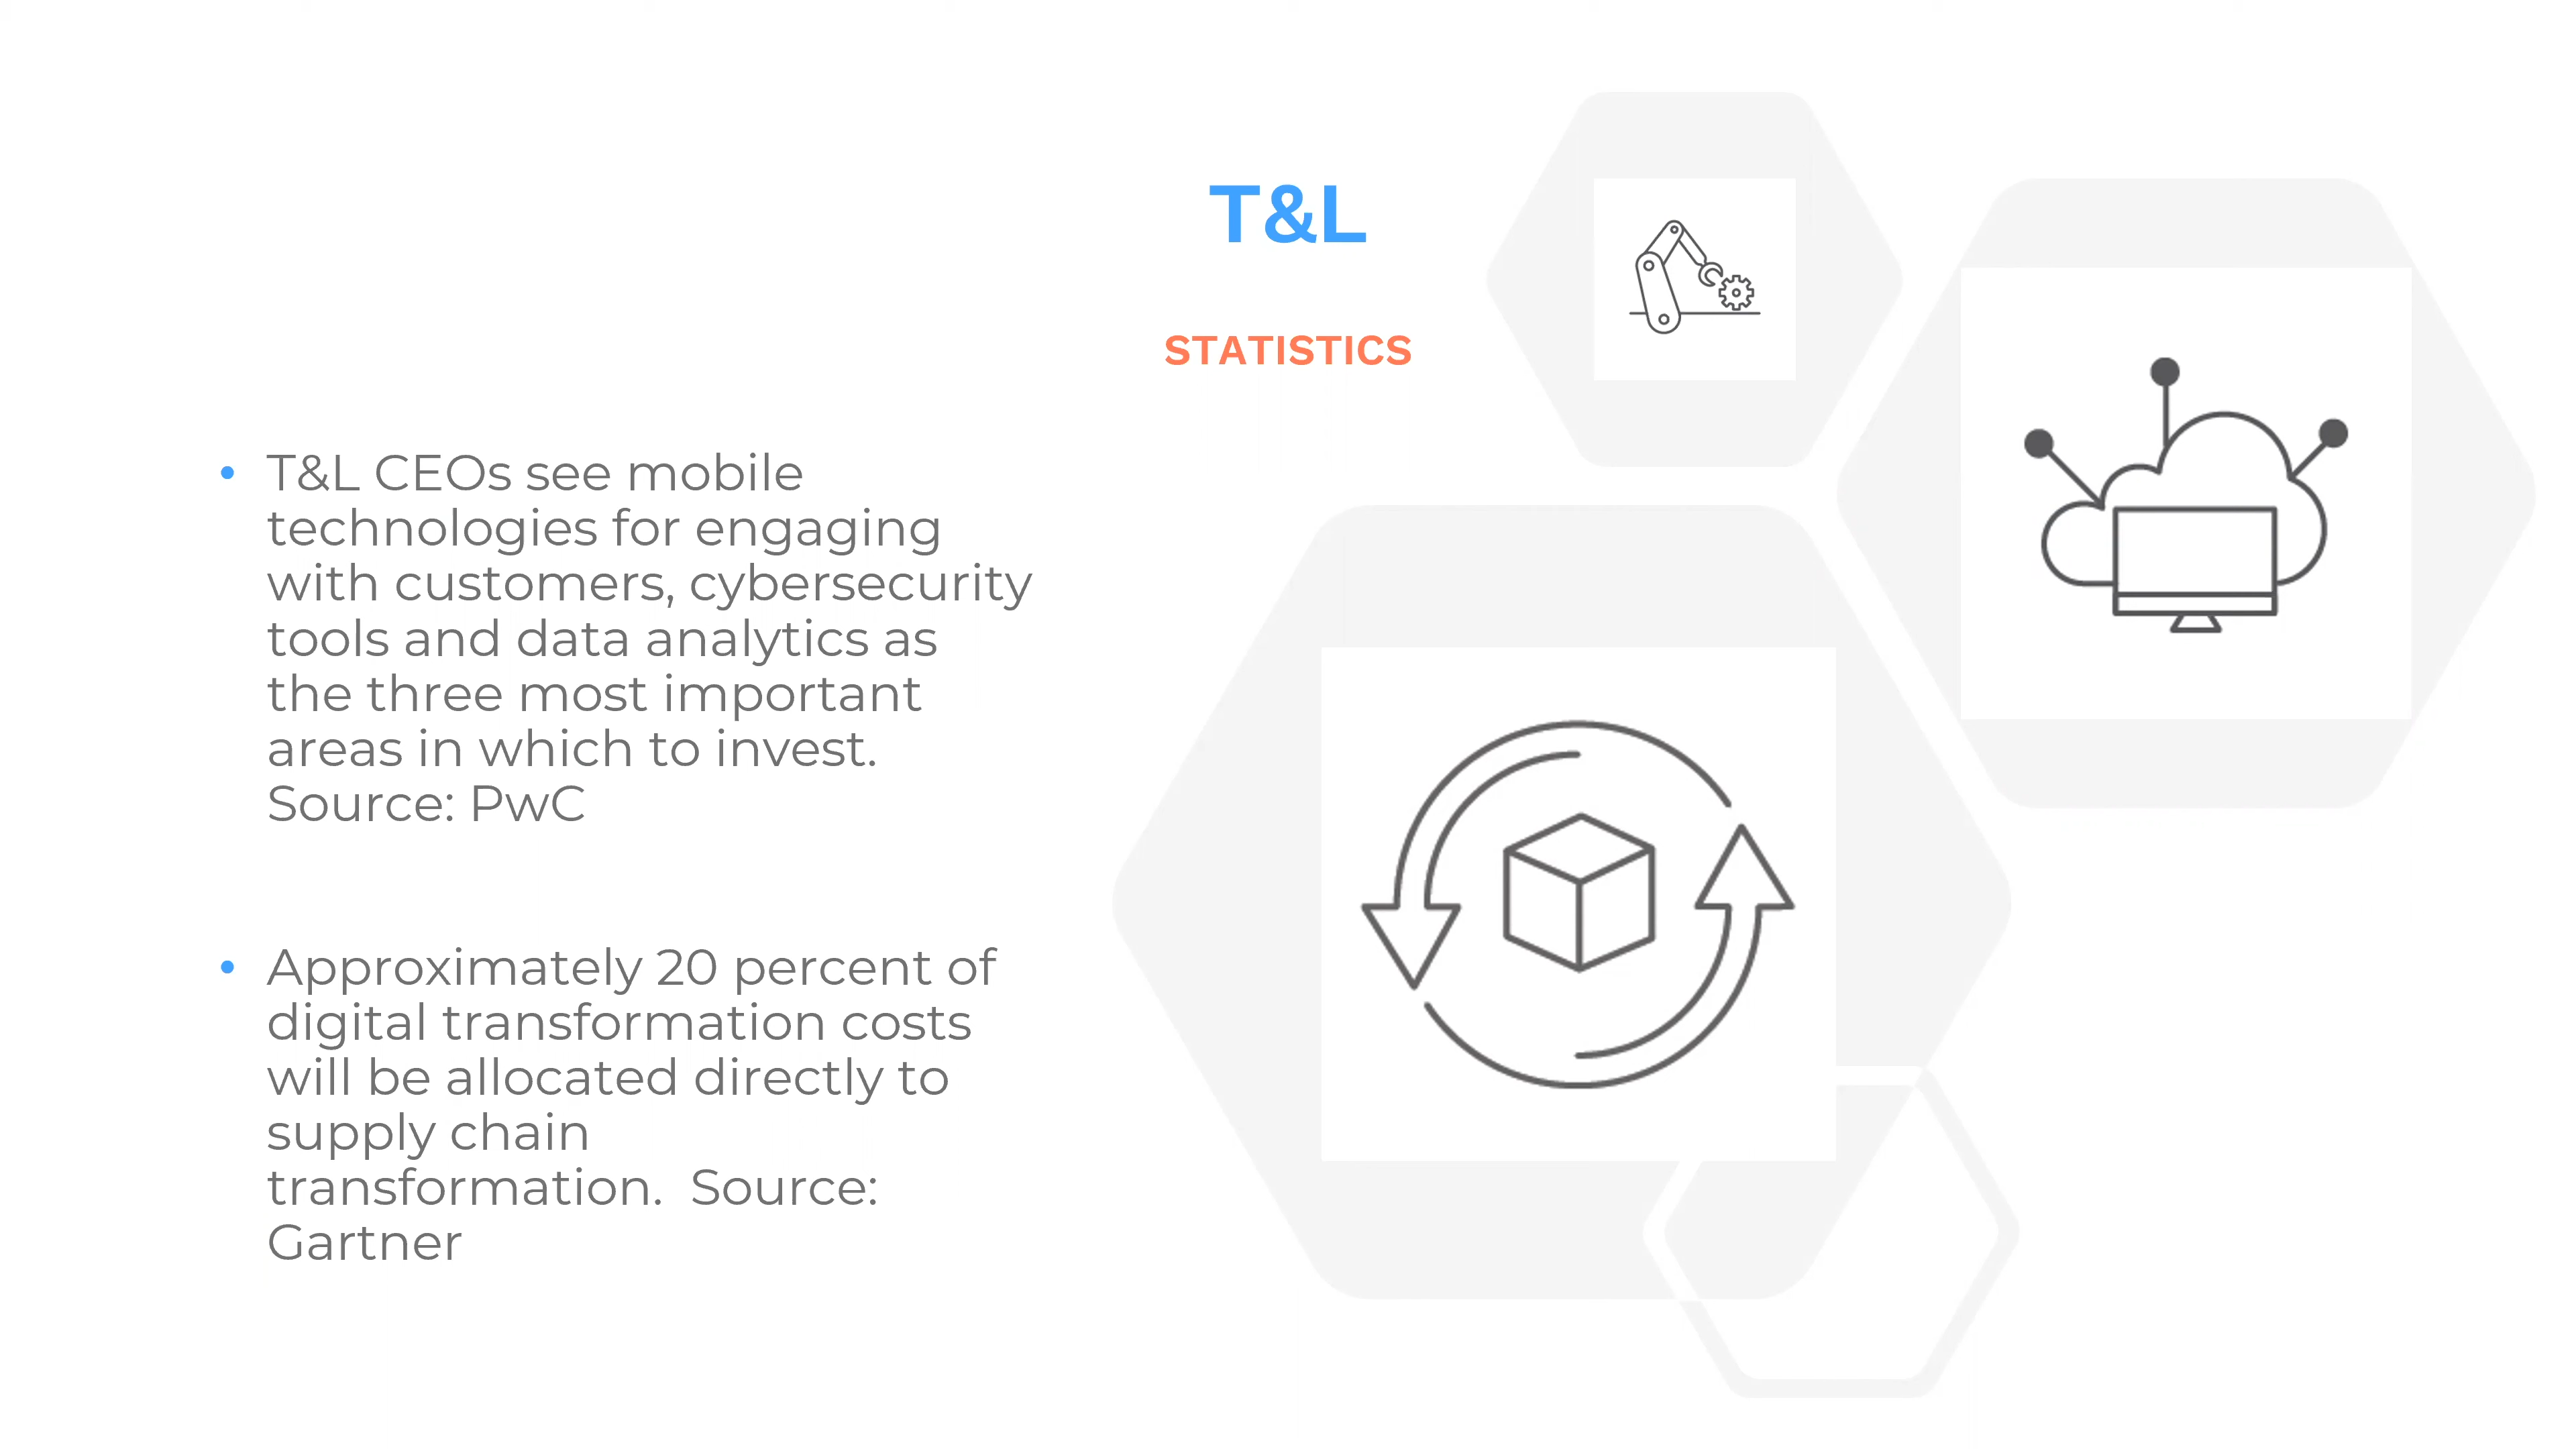 T&L
STATISTICS
• T&L CEOs see mobile
technologies for engaging
with customers, cybersecurity
tools and data analytics as
the three most important
areas in which to invest.
Source: PwC
• Approximately 20 percent of
digital transformation costs
will be allocated directly to
supply chain
transformation.  Source:
Gartner